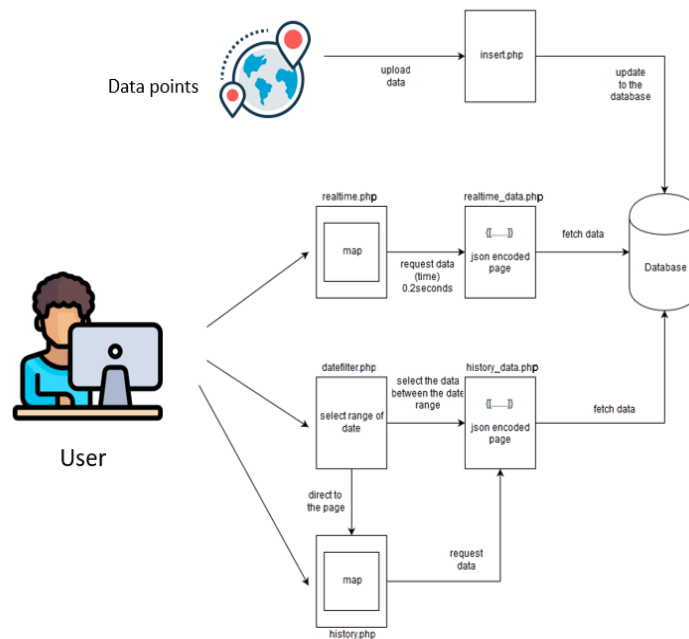 Data points
upload
data
insert.php
update
to the
database
realtime.php
map
request data
(time)
0.2seconds
realtime_data.php
{[......]}
json encoded
page
fetch data
Database
User
datefilter.php
select range of
date
select the data
between the date
range
history_data.php
{[......]}
json encoded
page
fetch data
direct to
the page
map
history.php
request
data